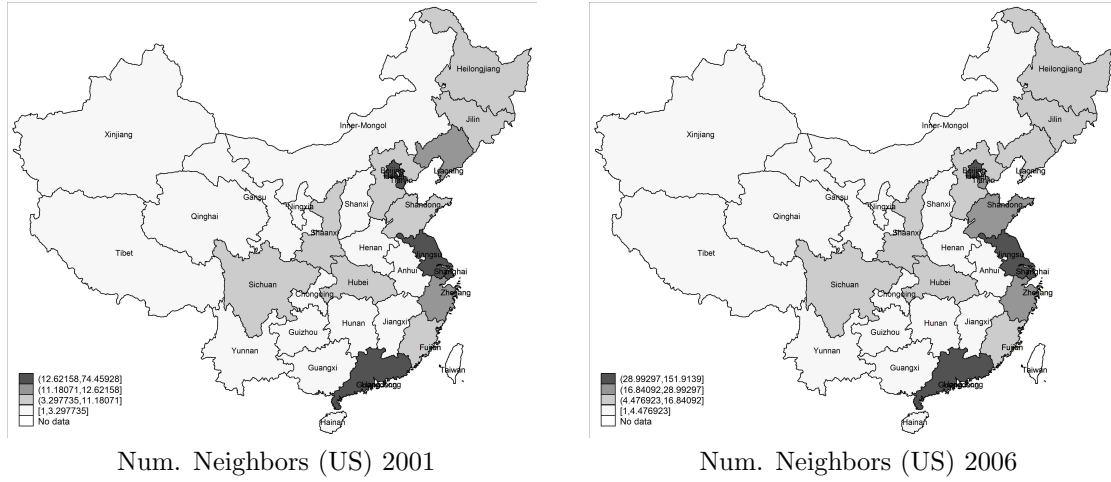 Heilongjiang
Jilin
Inner-Mongol
Xinjiang
Liaoning
Beijing
Gansu
Ningxia
Shanxi
Shandong
Qinghai
Shaanxi
Henan
Jiangsu
Tibet
Anhui
Shanghai
Sichuan
Hubei
Chongqing
Zhejiang
Hunan
Jiangxi
Guizhou
Fujian
Yunnan
Guangxi
Taiwan
Hainan
(12.62158,74.45928]
(11.18071,12.62158]
(3.297735,11.18071]
[1,3.297735]
No data
Num. Neighbors (US) 2001
Heilongjiang
Jilin
Inner-Mongol
Xinjiang
Liaoning
Beijing
Gansu
Ningxia
Shanxi
Shandong
Qinghai
Shaanxi
Henan
Jiangsu
Tibet
Anhui
Shanghai
Sichuan
Hubei
Chongqing
Zhejiang
Hunan
Jiangxi
Guizhou
Fujian
Yunnan
Guangxi
Taiwan
Hainan
(28.99297,151.9139]
(16.84092,28.99297]
(4.476923,16.84092]
[1,4.476923]
No data
Num. Neighbors (US) 2006